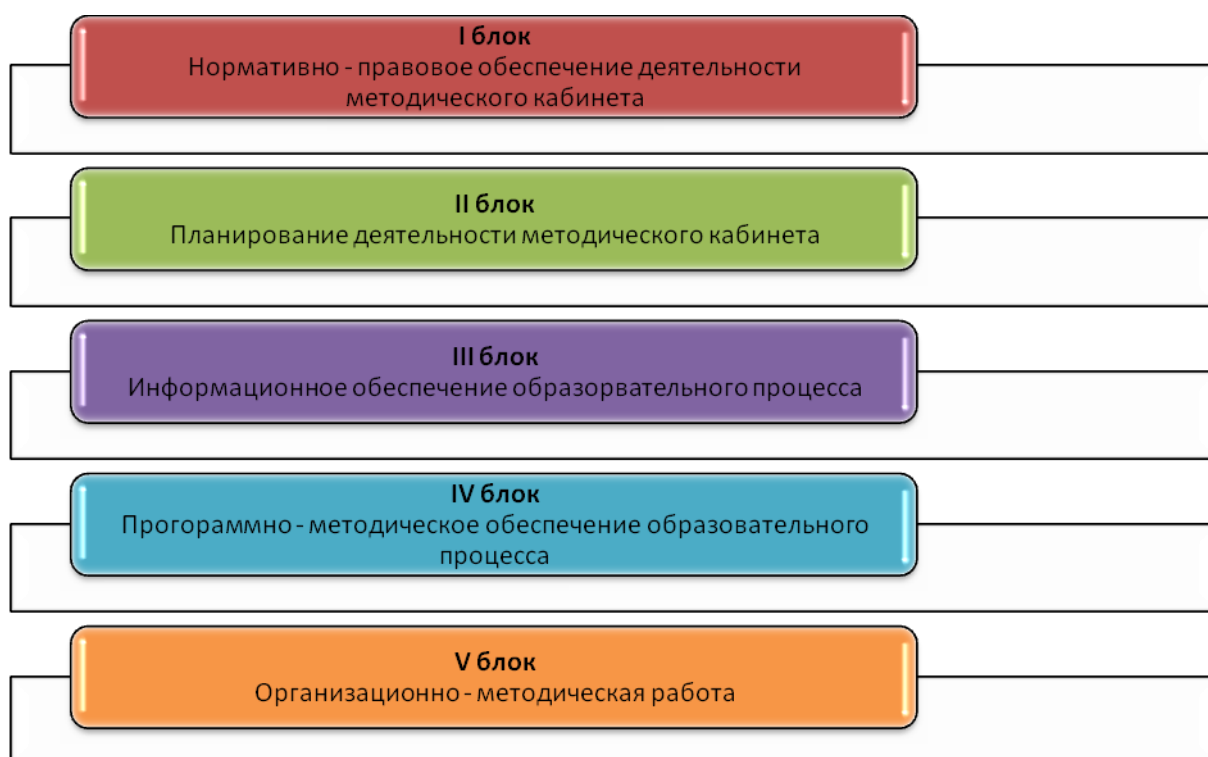 I блок
Нормативно - правовое обеспечение деятельности
методического кабинета
II блок
Планирование деятельности методического кабинета
III блок
Информационное обеспечение образорвательного процесса
IV блок
Прогораммно - методическое обеспечение образовательного
процесса
V блок
Организационно - методическая работа